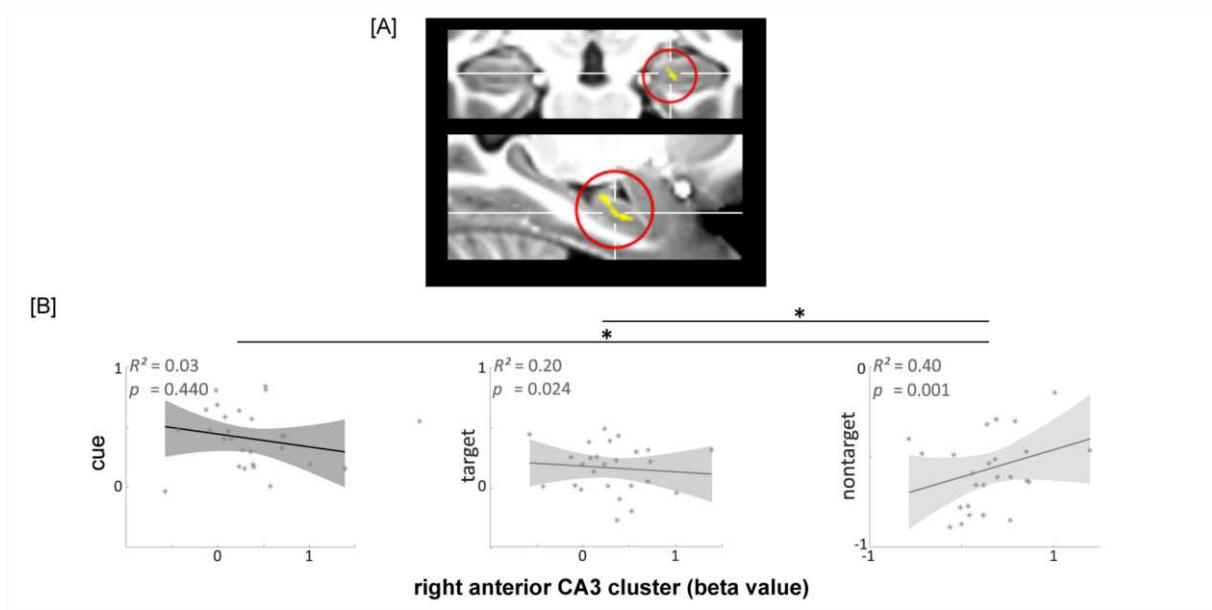 [A]
[B]
*
*
1
R² = 0.03
p = 0.440
cue
0
0
1
1
R² = 0.20
p = 0.024
target
0
0
1
0
R² = 0.40
p = 0.001
nontarget
-1
-1
1
right anterior CA3 cluster (beta value)